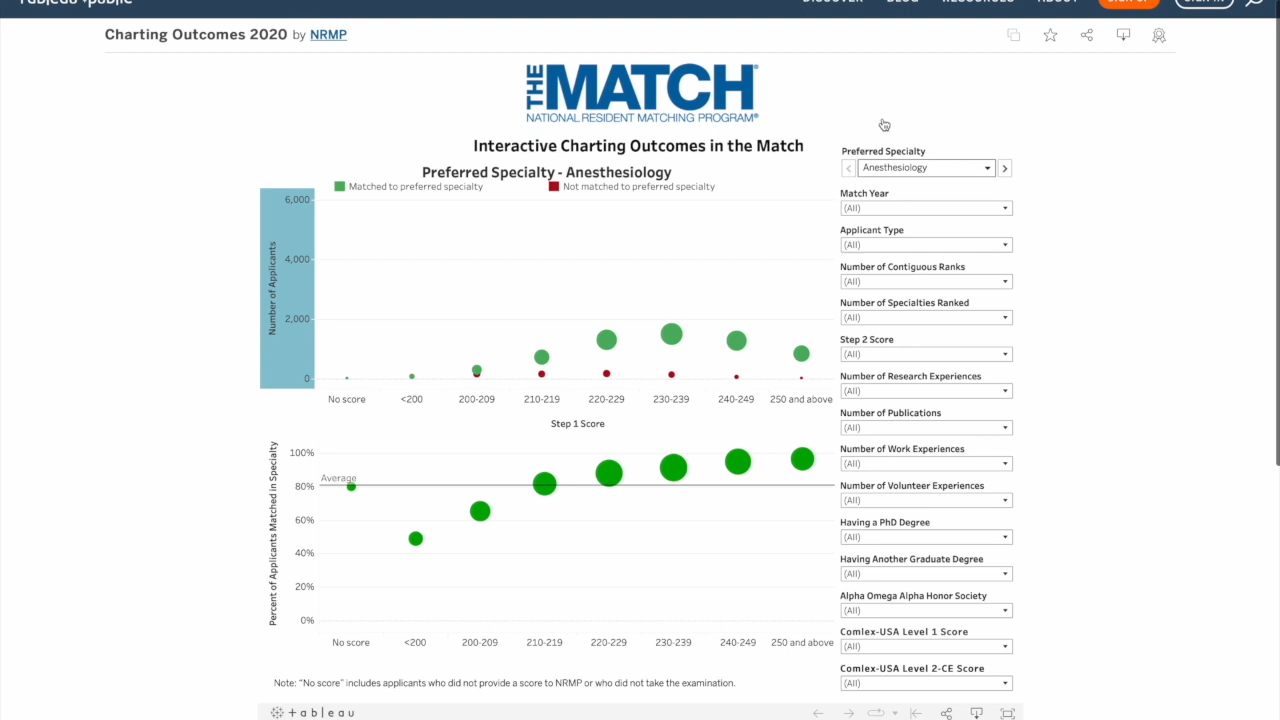 DISCOVER BLOG RESOURCES ABOUT
Charting Outcomes 2020 by NRMP
THE MATCH®
NATIONAL RESIDENT MATCHING PROGRAM®
Interactive Charting Outcomes in the Match
Preferred Specialty - Anesthesiology
Matched to preferred specialty
Not matched to preferred specialty
Number of Applicants
6,000
4,000
2,000
0
No score <200 200-209 210-219 220-229 230-239 240-249 250 and above
Step 1 Score
Percent of Applicants Matched in Specialty
100%
Average
80%
60%
40%
20%
0%
No score <200 200-209 210-219 220-229 230-239 240-249 250 and above
Note: “No score” includes applicants who did not provide a score to NRMP or who did not take the examination.
Preferred Specialty
Anesthesiology
Match Year
(All)
Applicant Type
(All)
Number of Contiguous Ranks
(All)
Number of Specialties Ranked
(All)
Step 2 Score
(All)
Number of Research Experiences
(All)
Number of Publications
(All)
Number of Work Experiences
(All)
Number of Volunteer Experiences
(All)
Having a PhD Degree
(All)
Having Another Graduate Degree
(All)
Alpha Omega Alpha Honor Society
(All)
Comlex-USA Level 1 Score
(All)
Comlex-USA Level 2-CE Score
(All)
+ableau